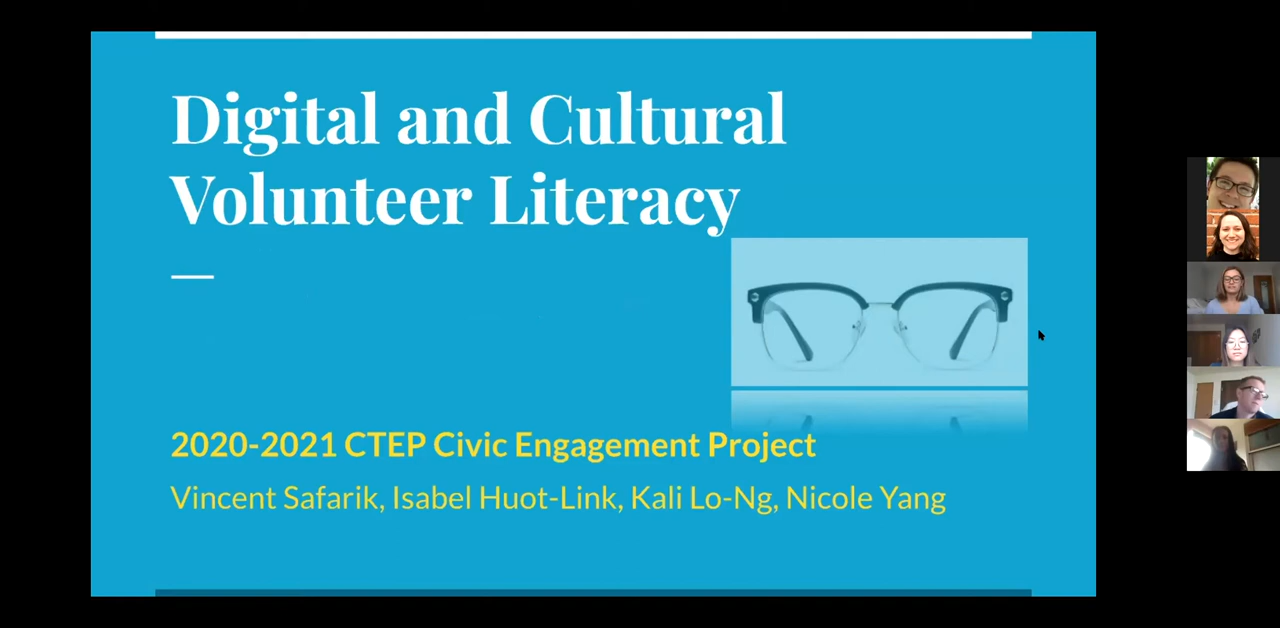 Digital and Cultural
Volunteer Literacy
2020-2021 CTEP Civic Engagement Project
Vincent Safarik, Isabel Huot-Link, Kali Lo-Ng, Nicole Yang